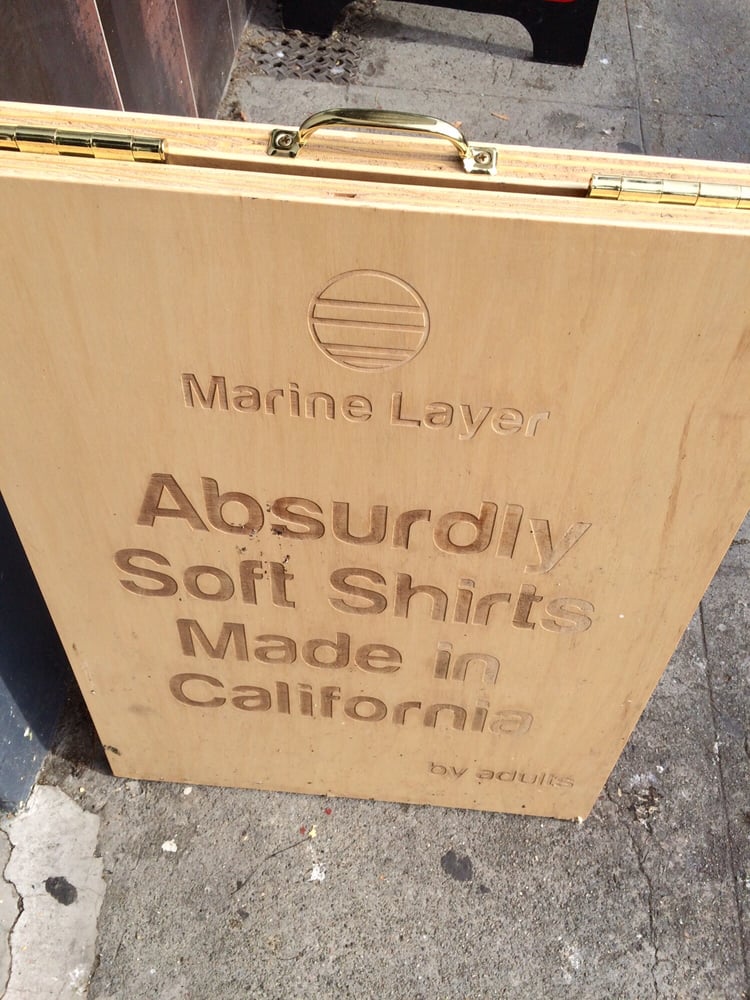 Marine Layer
Absurdly
Soft Shirts
Made in
California
by adults